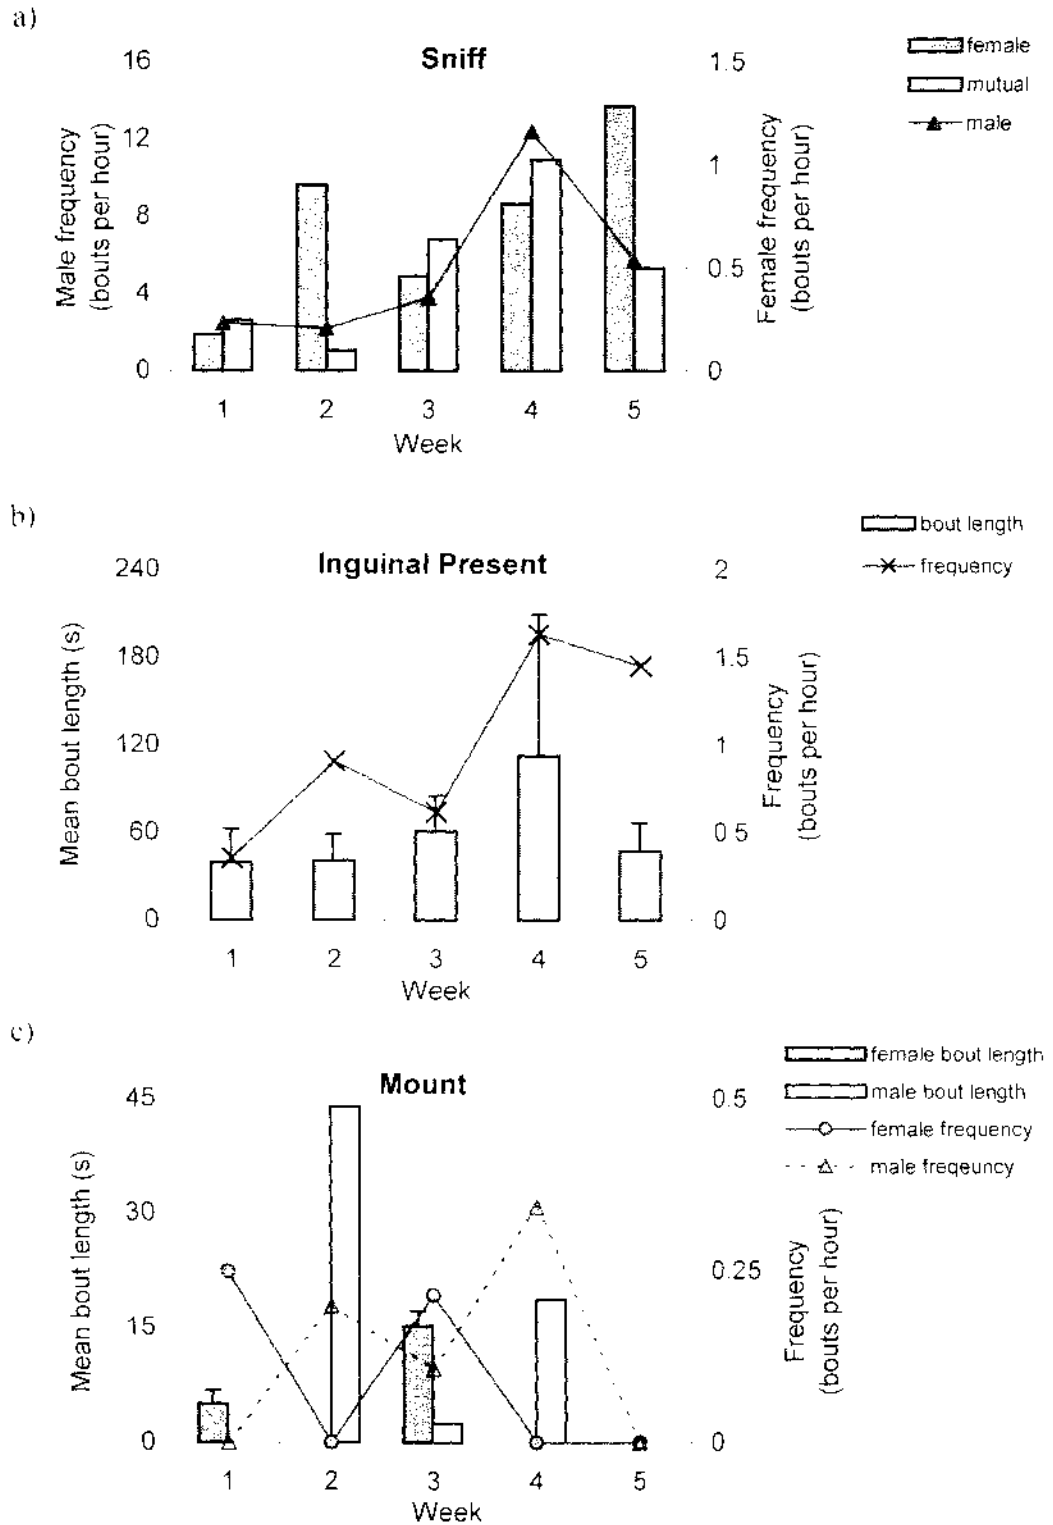 a)
Sniff
female
mutual
male
Male frequency
(bouts per hour)
16
12
8
4
0
1.5
1
0.5
0
Female frequency
(bouts per hour)
1 2 3 4 5
Week
b)
Inguinal Present
bout length
frequency
Mean bout length (s)
240
180
120
60
0
2
1.5
1
0 5
0
Frequency
(bouts per hour)
1 2 3 4 5
Week
c)
Mount
female bout length
male bout length
female frequency
male freqeuncy
Mean bout length (s)
45
30
15
0
0.5
0.25
0
Frequency
(bouts per hour)
1 2 3 4 5
Week